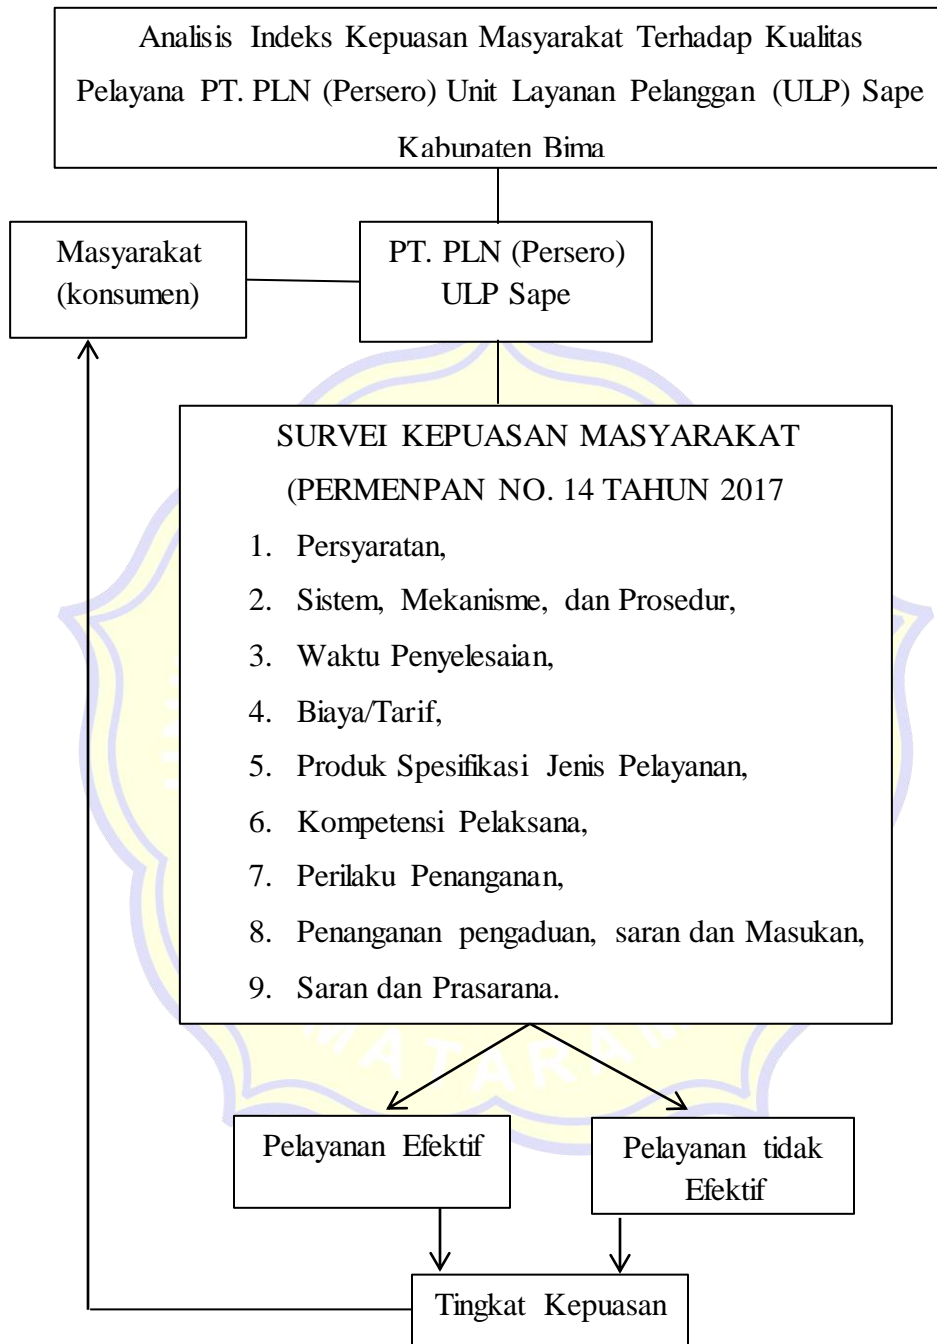 Analisis Indeks Kepuasan Masyarakat Terhadap Kualitas
Pelayana PT. PLN (Persero) Unit Layanan Pelanggan (ULP) Sape
Kabupaten Bima
Masyarakat
(konsumen)
PT. PLN (Persero)
ULP Sape
SURVEI KEPUASAN MASYARAKAT
(PERMENPAN NO. 14 TAHUN 2017
1. Persyaratan,
2. Sistem, Mekanisme, dan Prosedur,
3. Waktu Penyelesaian,
4. Biaya/Tarif,
5. Produk Spesifikasi Jenis Pelayanan,
6. Kompetensi Pelaksana,
7. Perilaku Penanganan,
8. Penanganan pengaduan, saran dan Masukan,
9. Saran dan Prasarana.
MATARAM
Pelayanan Efektif
Pelayanan tidak
Efektif
Tingkat Kepuasan